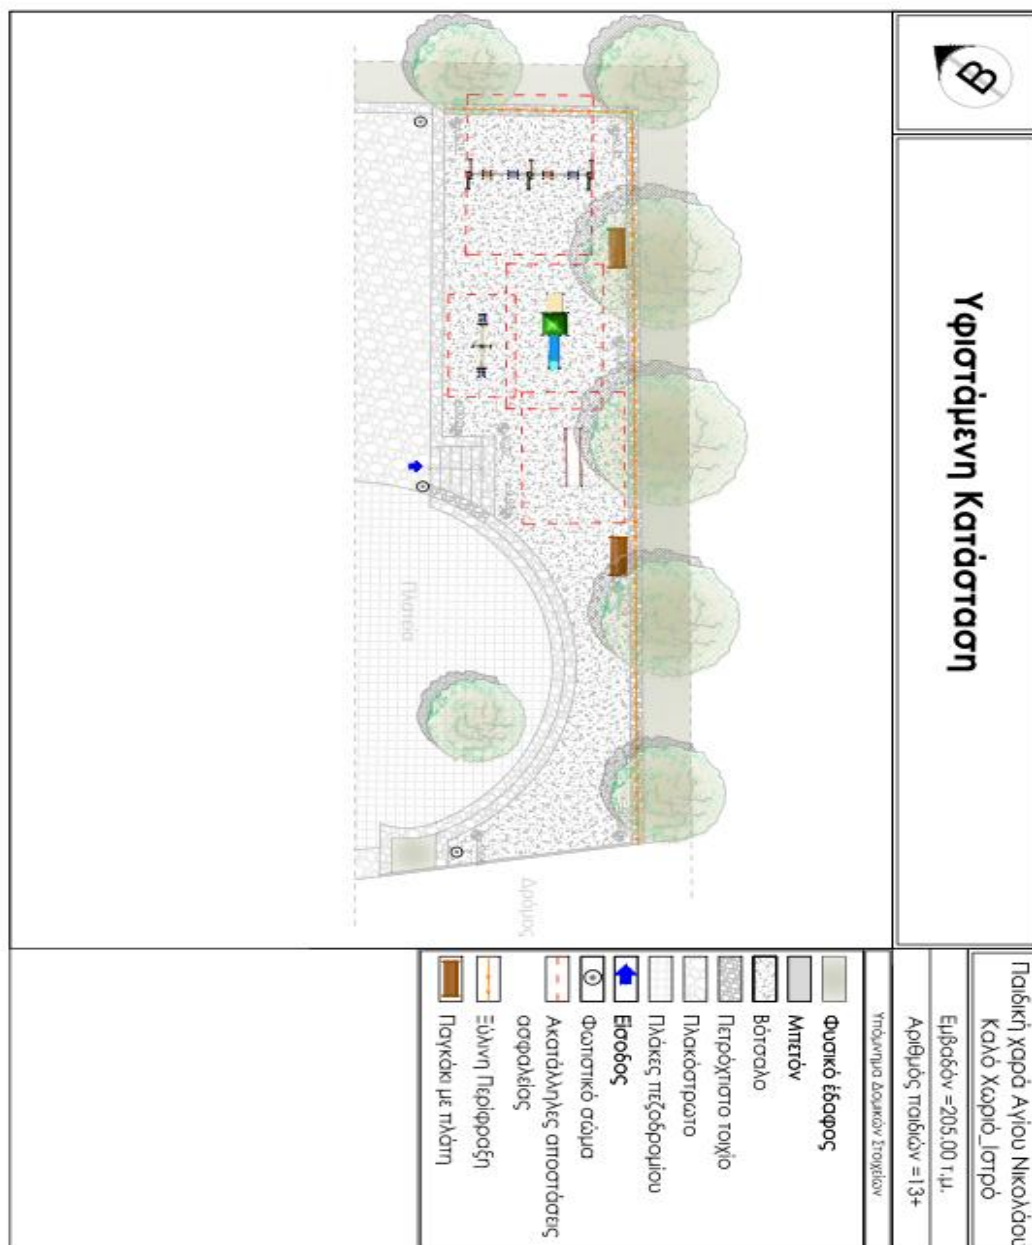 Β
Υφιστάμενη Κατάσταση
Πλατεία
Δρόμος
Παιδική χαρά Αγίου Νικολάου
Καλό Χωριό_Ιστρό
Εμβαδόν =205.00 τ.μ.
Αριθμός παιδιών =13+
Υπόμνημα Δομικών Στοιχείων
Φυσικό έδαφος
Μπετόν
Βότσαλο
Πετρόχτιστο τοιχίο
Πλακόστρωτο
Πλάκες πεζοδρομίου
Είσοδος
Φωτιστικό σώμα
Ακατάλληλες αποστάσεις
ασφαλείας
Ξύλινη Περίφραξη
Παγκάκι με πλάτη